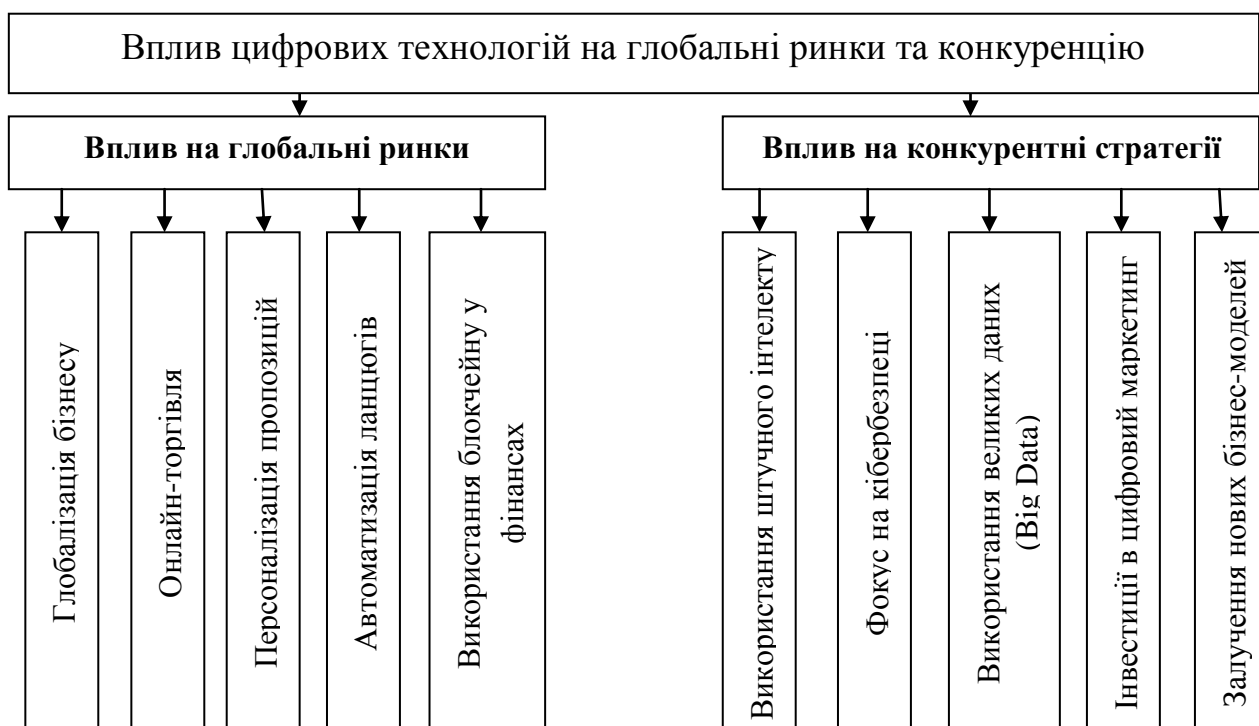 Вплив цифрових технологій на глобальні ринки та конкуренцію
Вплив на глобальні ринки
Вплив на конкурентні стратегії
Глобалізація бізнесу
Онлайн-торгівля
Персоналізація пропозицій
Автоматизація ланцюгів
Використання блокчейну у
фінансах
Використання штучного інтелекту
Фокус на кібербезпеці
Використання великих даних
(Big Data)
Інвестиції в цифровий маркетинг
Залучення нових бізнес-моделей